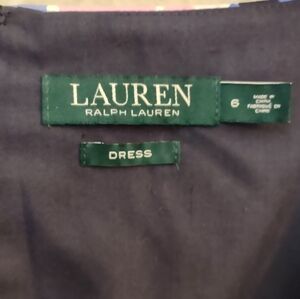 LAUREN
RALPH LAUREN
6
MADE IN
CHINA
FABRIQUÉ EN
CHINE
DRESS